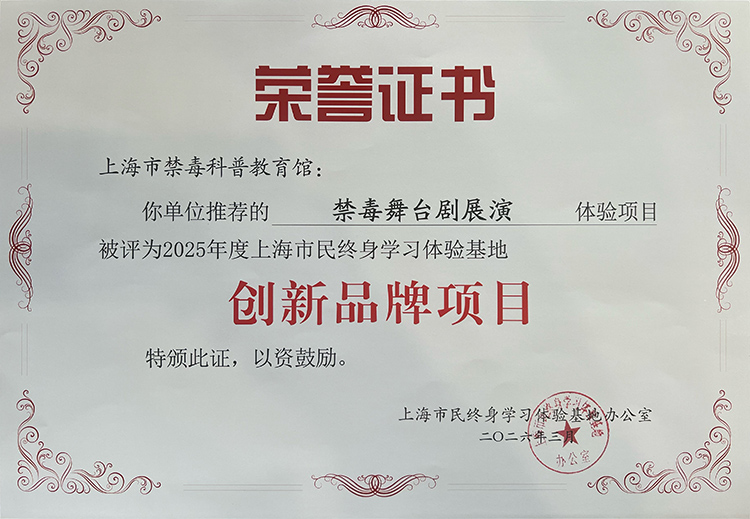 荣誉证书
上海市禁毒科普教育馆：
你单位推荐的 禁毒舞台剧展演 体验项目
被评为2025年度上海市民终身学习体验基地
创新品牌项目
特颁此证，以资鼓励。
上海市民终身学习体验基地办公室
二〇二六年三月
办公室